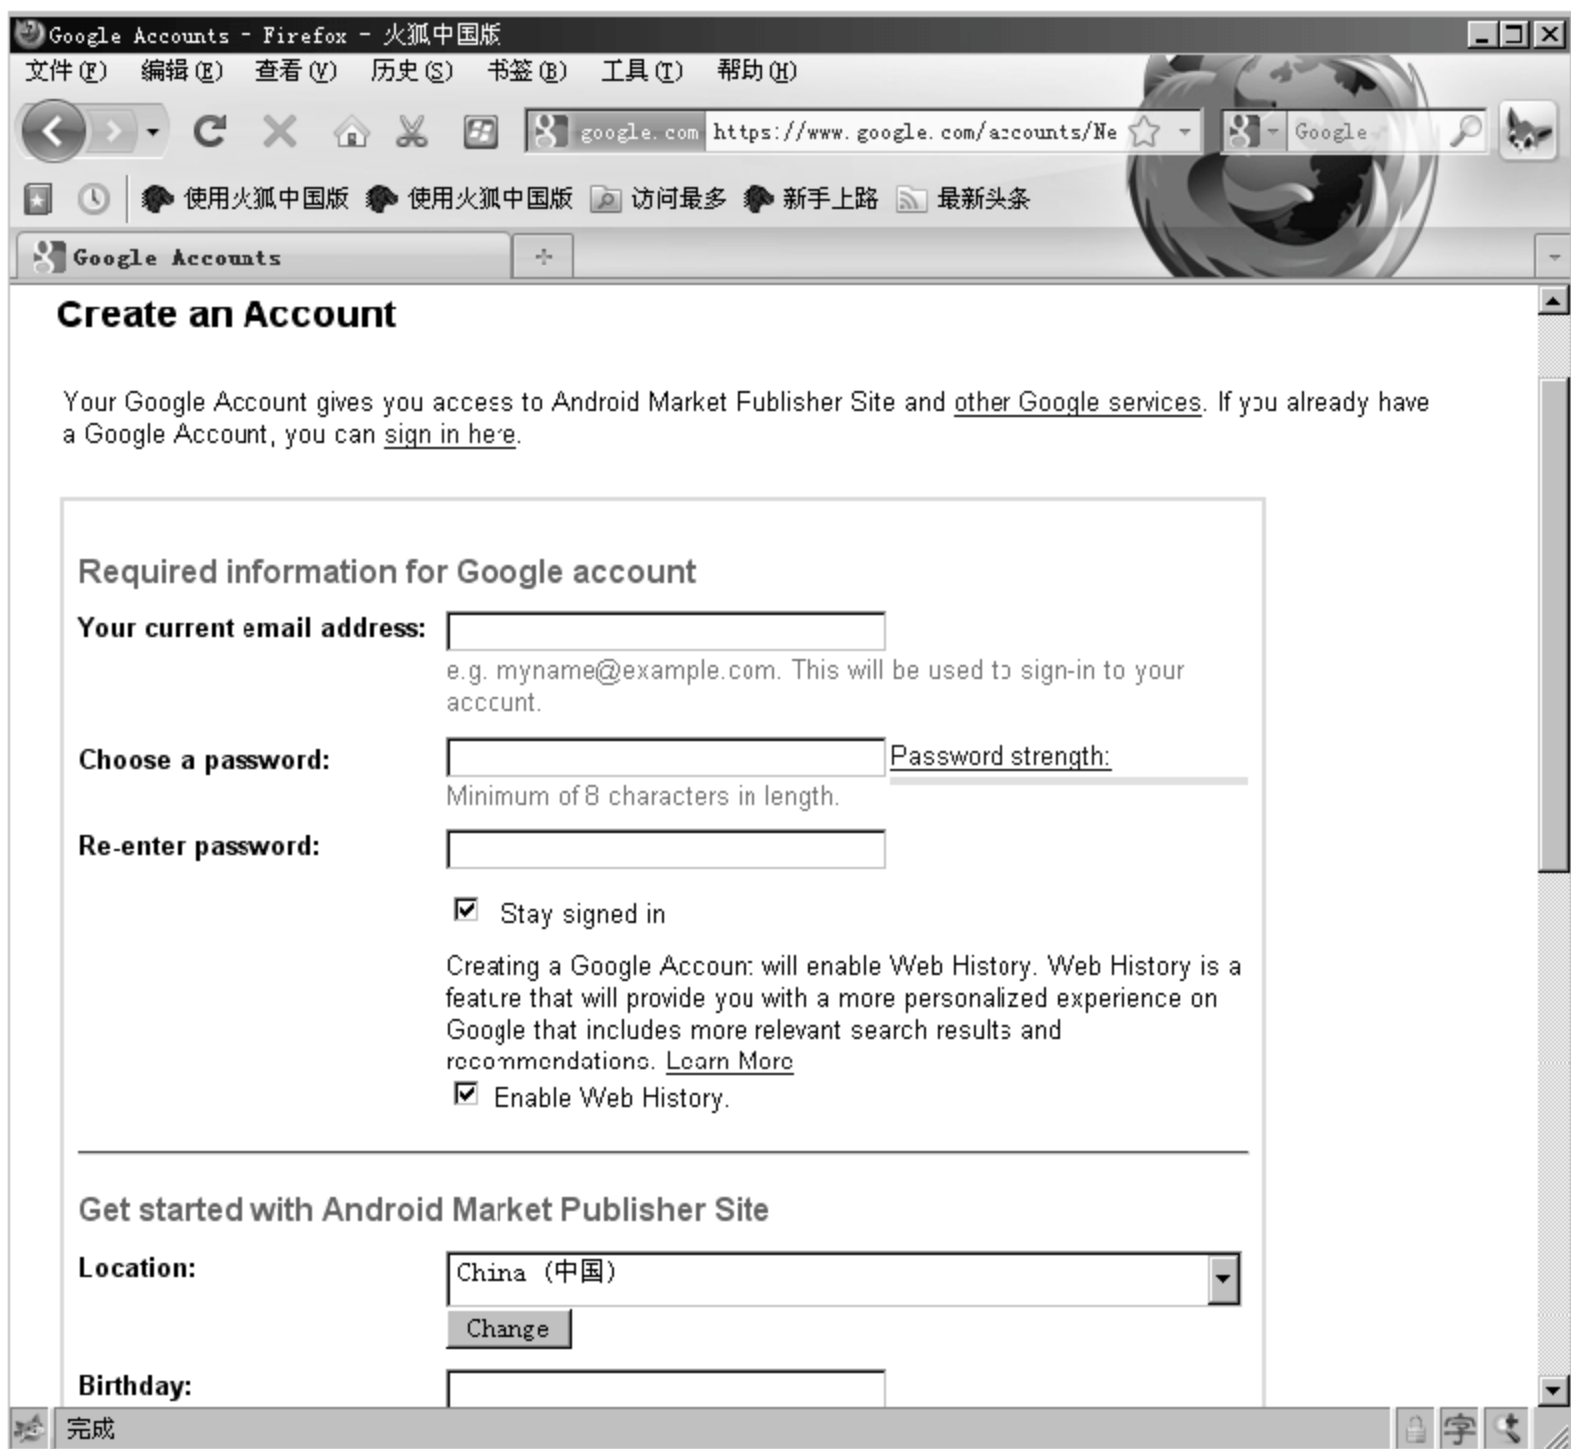 Google Accounts - Firefox - 火狐中国版
文件(F) 编辑(E) 查看(V) 历史(S) 书签(B) 工具(T) 帮助(H)
google.com https://www.google.com/accounts/Ne Google
使用火狐中国版 使用火狐中国版 访问最多 新手上路 最新头条
Google Accounts
Create an Account
Your Google Account gives you access to Android Market Fublisher Site and other Google services. If you already have
a Google Account, you can sign in here.
Required information for Google account
Your current email address:
e.g. myname@example.com. This will be used to sign-in to your
account.
Choose a password:
Password strength:
Minimum of 8 characters in length.
Re-enter password:
Stay signed in
Creating a Google Account will enable Web History. Web History is a
feature that will provide you with a more personalized experience on
Google that includes more relevant search results and
recommendations. Learn More
Enable Web History.
Get started with Android Market Publisher Site
Location:
China (中国)
Change
Birthday:
完成
字